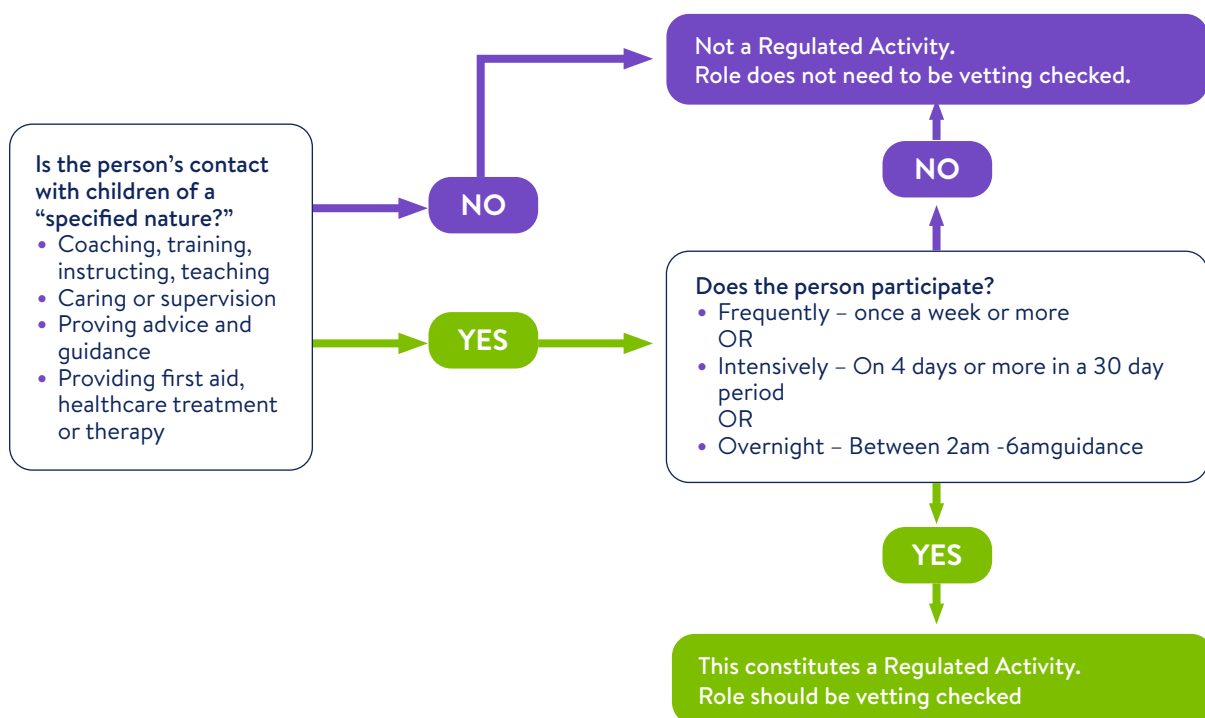 Is the person's contact
with children of a
“specified nature?”
• Coaching, training,
instructing, teaching
• Caring or supervision
• Proving advice and
guidance
• Providing first aid,
healthcare treatment
or therapy
NO
YES
Not a Regulated Activity.
Role does not need to be vetting checked.
NO
Does the person participate?
• Frequently – once a week or more
OR
• Intensively – On 4 days or more in a 30 day
period
OR
• Overnight – Between 2am -6amguidance
YES
This constitutes a Regulated Activity.
Role should be vetting checked